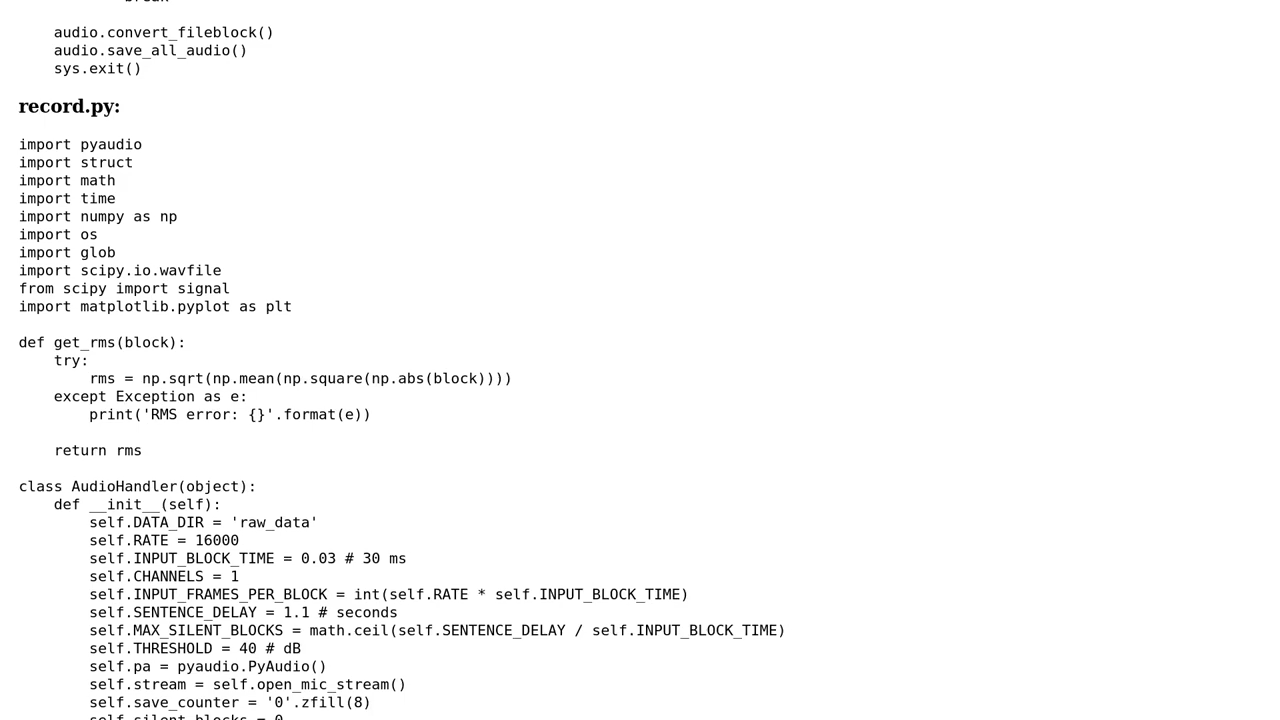 break
    audio.convert_fileblock()
    audio.save_all_audio()
    sys.exit()
record.py:
import pyaudio
import struct
import math
import time
import numpy as np
import os
import glob
import scipy.io.wavfile
from scipy import signal
import matplotlib.pyplot as plt
def get_rms(block):
    try:
        rms = np.sqrt(np.mean(np.square(np.abs(block))))
    except Exception as e:
        print('RMS error: {}'.format(e))
    return rms
class AudioHandler(object):
    def __init__(self):
        self.DATA_DIR = 'raw_data'
        self.RATE = 16000
        self.INPUT_BLOCK_TIME = 0.03 # 30 ms
        self.CHANNELS = 1
        self.INPUT_FRAMES_PER_BLOCK = int(self.RATE * self.INPUT_BLOCK_TIME)
        self.SENTENCE_DELAY = 1.1 # seconds
        self.MAX_SILENT_BLOCKS = math.ceil(self.SENTENCE_DELAY / self.INPUT_BLOCK_TIME)
        self.THRESHOLD = 40 # dB
        self.pa = pyaudio.PyAudio()
        self.stream = self.open_mic_stream()
        self.save_counter = '0'.zfill(8)
        self.silent_blocks = 0